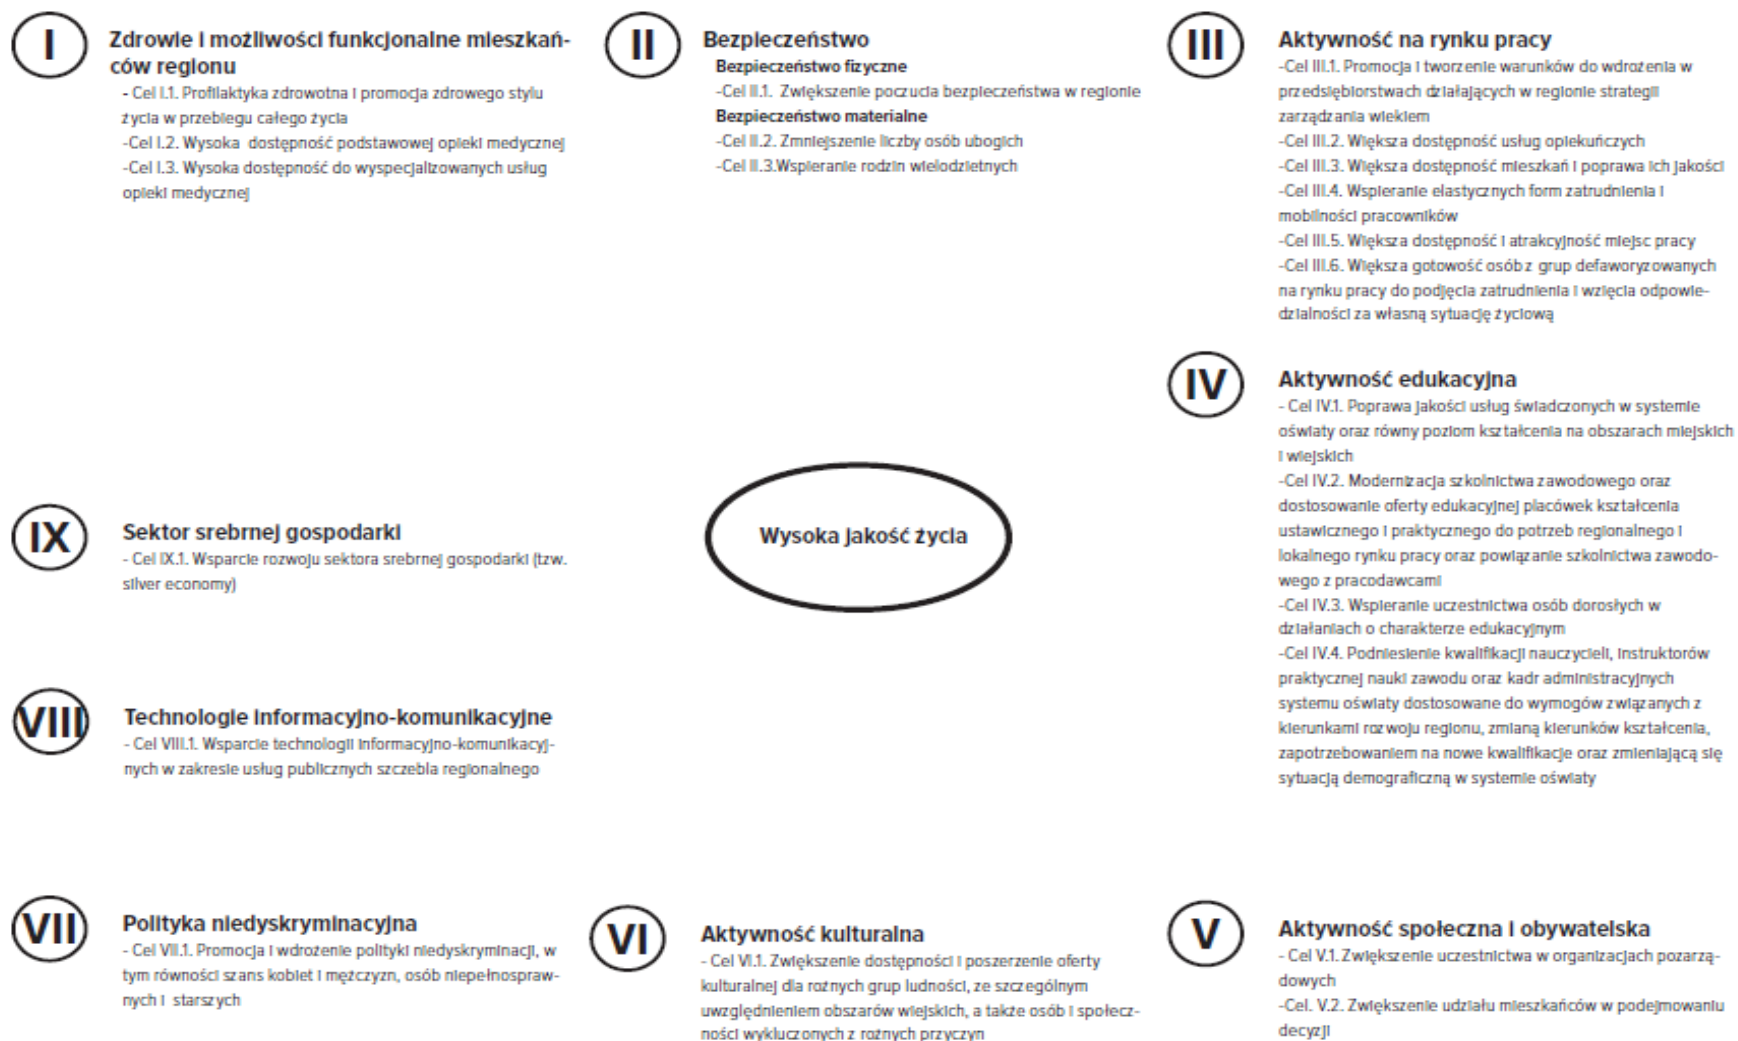 I
Zdrowie i możliwości funkcjonalne mieszkań-
ców regionu
- Cel I.1. Profilaktyka zdrowotna i promocja zdrowego stylu
życia w przebiegu całego życia
-Cel I.2. Wysoka dostępność podstawowej opieki medycznej
-Cel I.3. Wysoka dostępność do wyspecjalizowanych usług
opieki medycznej
II
Bezpieczeństwo
Bezpieczeństwo fizyczne
-Cel II.1. Zwiększenie poczucia bezpieczeństwa w regionie
Bezpieczeństwo materialne
-Cel II.2. Zmniejszenie liczby osób ubogich
-Cel II.3.Wspieranie rodzin wielodzietnych
III
Aktywność na rynku pracy
-Cel III.1. Promocja i tworzenie warunków do wdrożenia w
przedsiębiorstwach działających w regionie strategii
zarządzania wiekiem
-Cel III.2. Większa dostępność usług opiekuńczych
-Cel III.3. Większa dostępność mieszkań i poprawa ich jakości
-Cel III.4. Wspieranie elastycznych form zatrudnienia i
mobilności pracowników
-Cel III.5. Większa dostępność i atrakcyjność miejsc pracy
-Cel III.6. Większa gotowość osób z grup defaworyzowanych
na rynku pracy do podjęcia zatrudnienia i wzięcia odpowie-
dzialności za własną sytuację życiową
IV
Aktywność edukacyjna
- Cel IV.1. Poprawa jakości usług świadczonych w systemie
oświaty oraz równy poziom kształcenia na obszarach miejskich
i wiejskich
-Cel IV.2. Modernizacja szkolnictwa zawodowego oraz
dostosowanie oferty edukacyjnej placówek kształcenia
ustawicznego i praktycznego do potrzeb regionalnego i
lokalnego rynku pracy oraz powiązanie szkolnictwa zawodo-
wego z pracodawcami
-Cel IV.3. Wspieranie uczestnictwa osób dorosłych w
działaniach o charakterze edukacyjnym
-Cel IV.4. Podniesienie kwalifikacji nauczycieli, instruktorów
praktycznej nauki zawodu oraz kadr administracyjnych
systemu oświaty dostosowane do wymogów związanych z
kierunkami rozwoju regionu, zmianą kierunków kształcenia,
zapotrzebowaniem na nowe kwalifikacje oraz zmieniającą się
sytuacją demograficzną w systemie oświaty
IX
Sektor srebrnej gospodarki
- Cel IX.1. Wsparcie rozwoju sektora srebrnej gospodarki (tzw.
silver economy)
Wysoka jakość życia
VIII
Technologie informacyjno-komunikacyjne
- Cel VIII.1. Wsparcie technologii informacyjno-komunikacyj-
nych w zakresie usług publicznych szczebla regionalnego
VII
Polityka niedyskryminacyjna
- Cel VII.1. Promocja i wdrożenie polityki niedyskryminacji, w
tym równości szans kobiet i mężczyzn, osób niepełnospraw-
nych i starszych
VI
Aktywność kulturalna
- Cel VI.1. Zwiększenie dostępności i poszerzenie oferty
kulturalnej dla rożnych grup ludności, ze szczególnym
uwzględnieniem obszarów wiejskich, a także osób i społecz-
ności wykluczonych z rożnych przyczyn
V
Aktywność społeczna i obywatelska
- Cel V.1. Zwiększenie uczestnictwa w organizacjach pozarzą-
dowych
-Cel. V.2. Zwiększenie udziału mieszkańców w podejmowaniu
decyzji